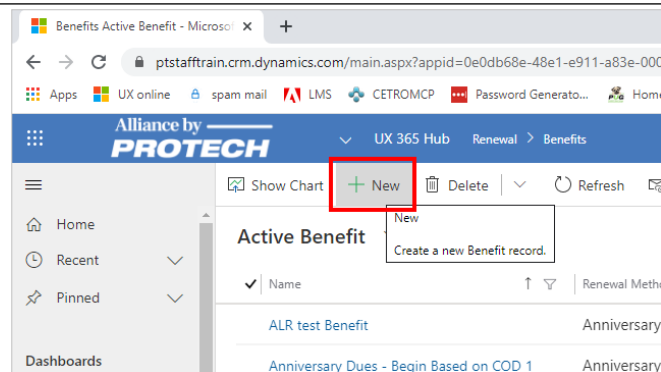 Benefits Active Benefit - Micros
ptstafftrain.crm.dynamics.com/main.aspx?appid=0e0db68e-48e1-e911-a83e-000
Apps UX online spam mail LMS CETROMCP Password Generato... Home
Alliance by
PROTECH
UX 365 Hub Renewal > Benefits
Show Chart + New Delete Refresh
Home
New
Create a new Benefit record.
Active Benefit
Recent
Name Renewal Meth
Pinned
ALR test Benefit Anniversary
Dashboards
Anniversary Dues - Begin Based on COD 1 Anniversary